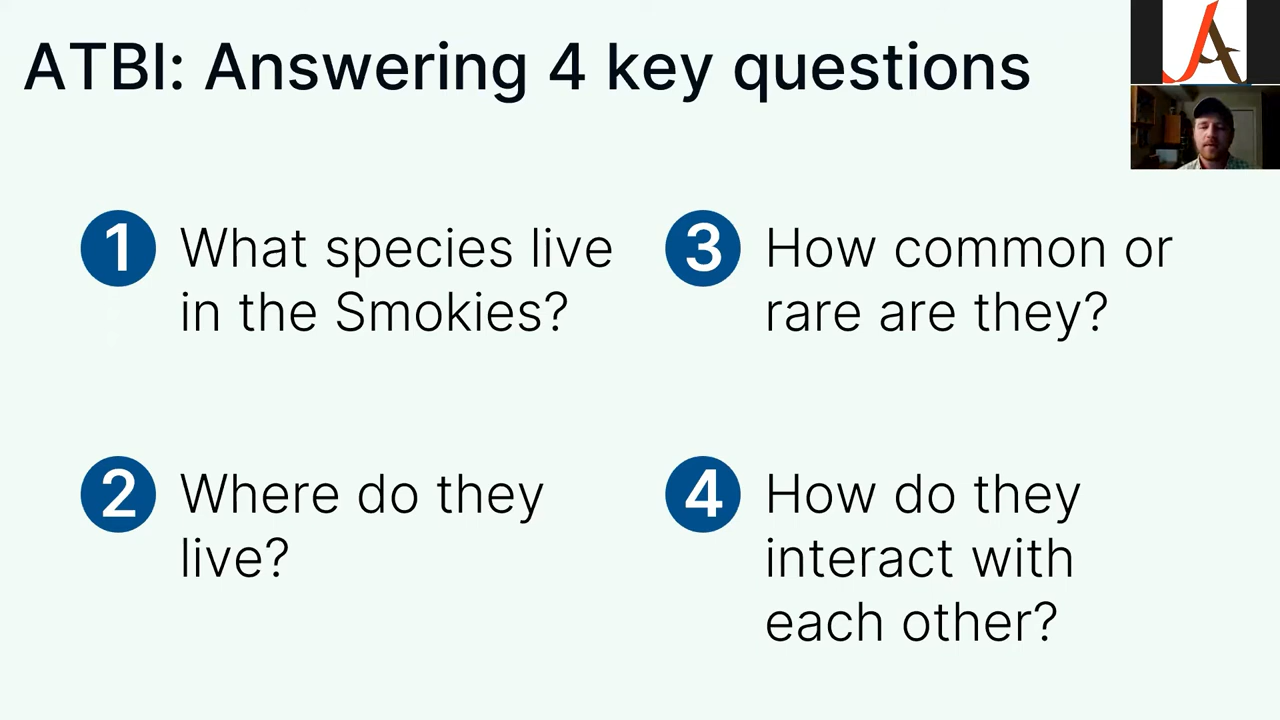 ATBI: Answering 4 key questions
1 What species live
in the Smokies?
2 Where do they
live?
3 How common or
rare are they?
4 How do they
interact with
each other?